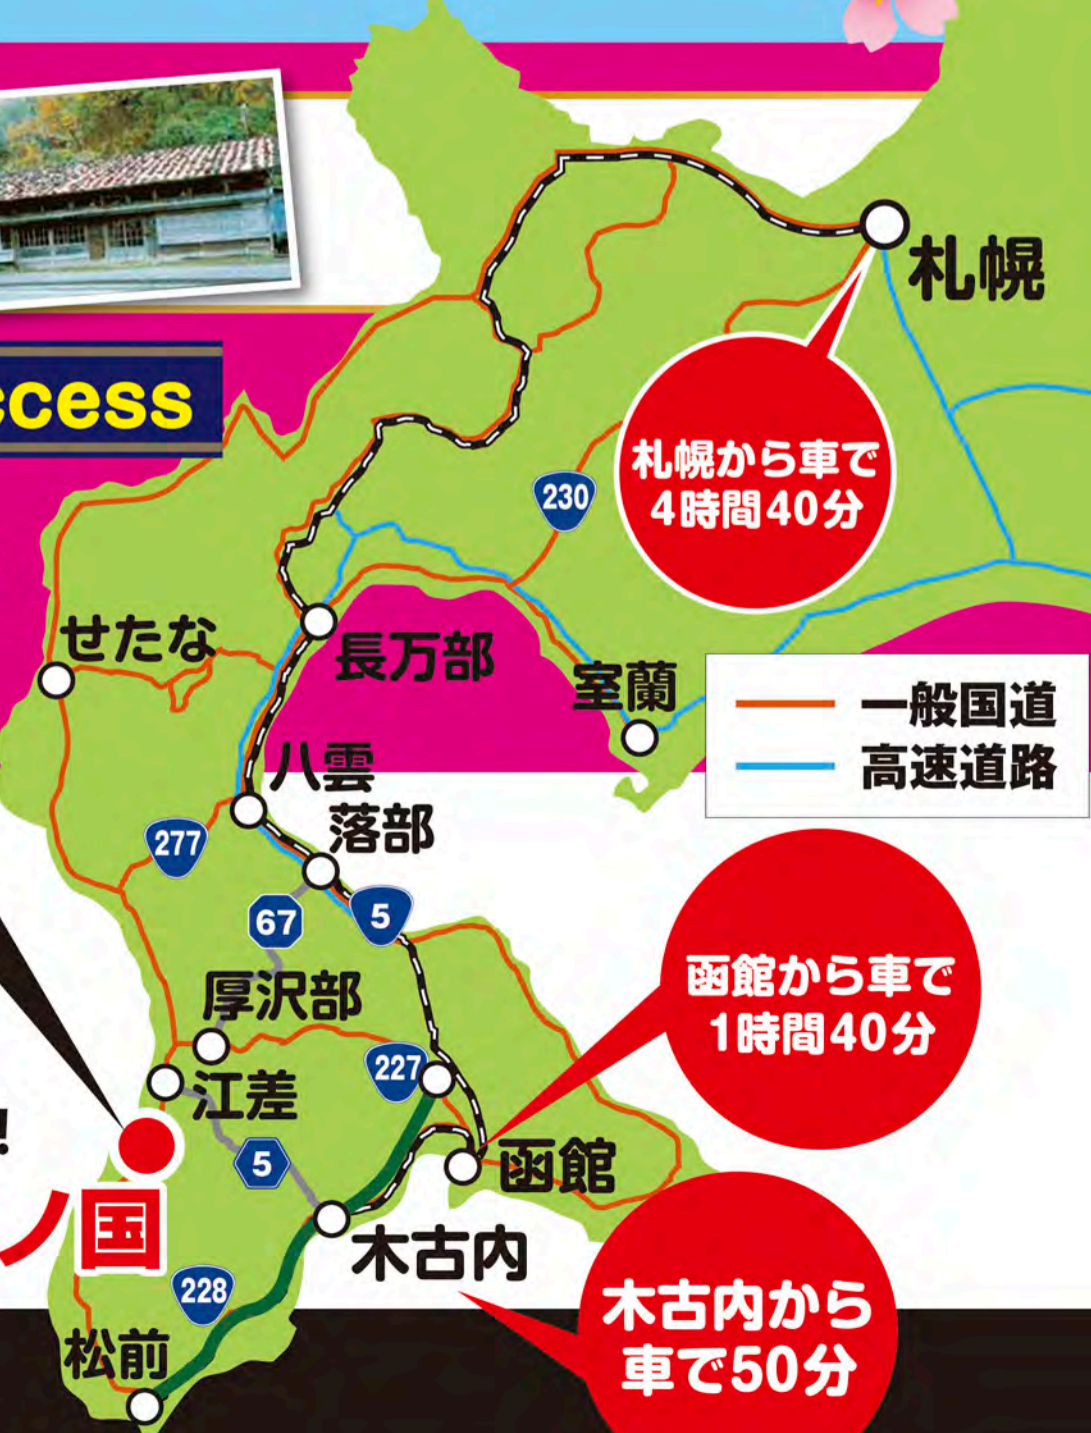 札幌
ccess
札幌から車で
4時間40分
230
せたな
長万部
室蘭
一般国道
高速道路
八雲
落部
277
67
5
函館から車で
1時間40分
厚沢部
227
江差
!
5
函館
ノ国
木古内
228
木古内から
車で50分
松前